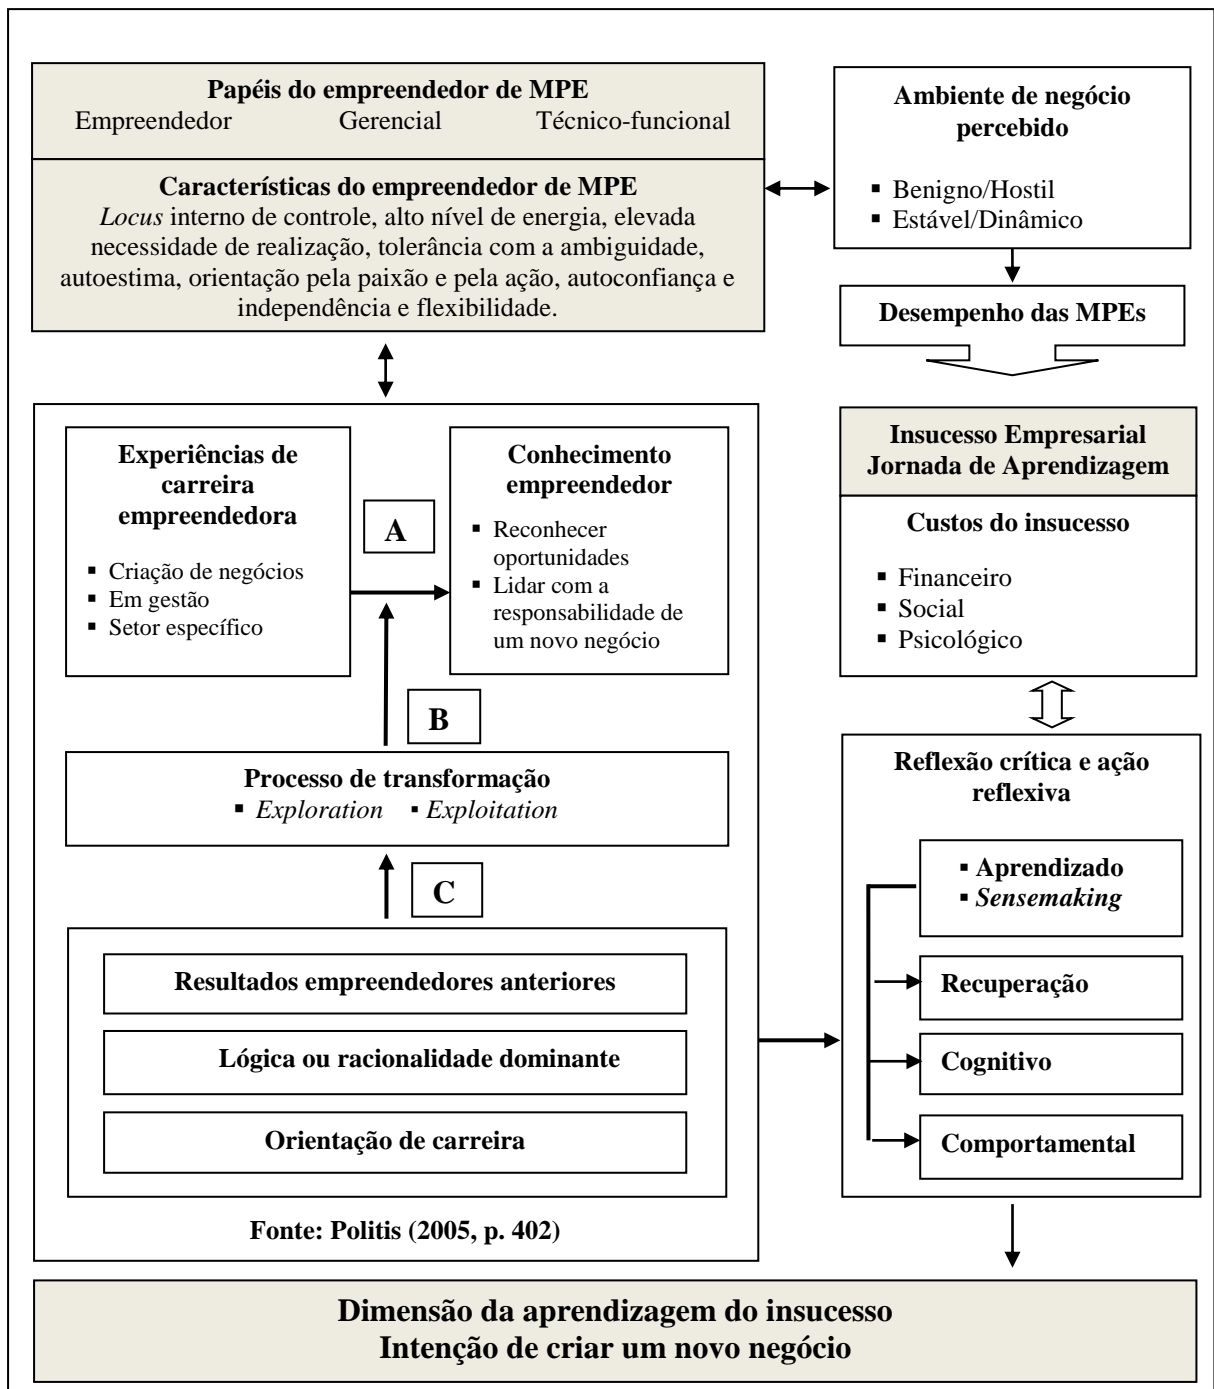 Papéis do empreendedor de MPE
Empreendedor Gerencial Técnico-funcional
Características do empreendedor de MPE
Locus interno de controle, alto nível de energia, elevada
necessidade de realização, tolerância com a ambiguidade,
autoestima, orientação pela paixão e pela ação, autoconfiança e
independência e flexibilidade.
Ambiente de negócio
percebido
▪ Benigno/Hostil
▪ Estável/Dinâmico
Desempenho das MPEs
Experiências de
carreira
empreendedora
▪ Criação de negócios
▪ Em gestão
▪ Setor específico
A
Conhecimento
empreendedor
▪ Reconhecer
oportunidades
▪ Lidar com a
responsabilidade de
um novo negócio
B
Processo de transformação
▪ Exploration ▪ Exploitation
C
Resultados empreendedores anteriores
Lógica ou racionalidade dominante
Orientação de carreira
Fonte: Politis (2005, p. 402)
Insucesso Empresarial
Jornada de Aprendizagem
Custos do insucesso
▪ Financeiro
▪ Social
▪ Psicológico
Reflexão crítica e ação
reflexiva
▪ Aprendizado
▪ Sensemaking
Recuperação
Cognitivo
Comportamental
Dimensão da aprendizagem do insucesso
Intenção de criar um novo negócio